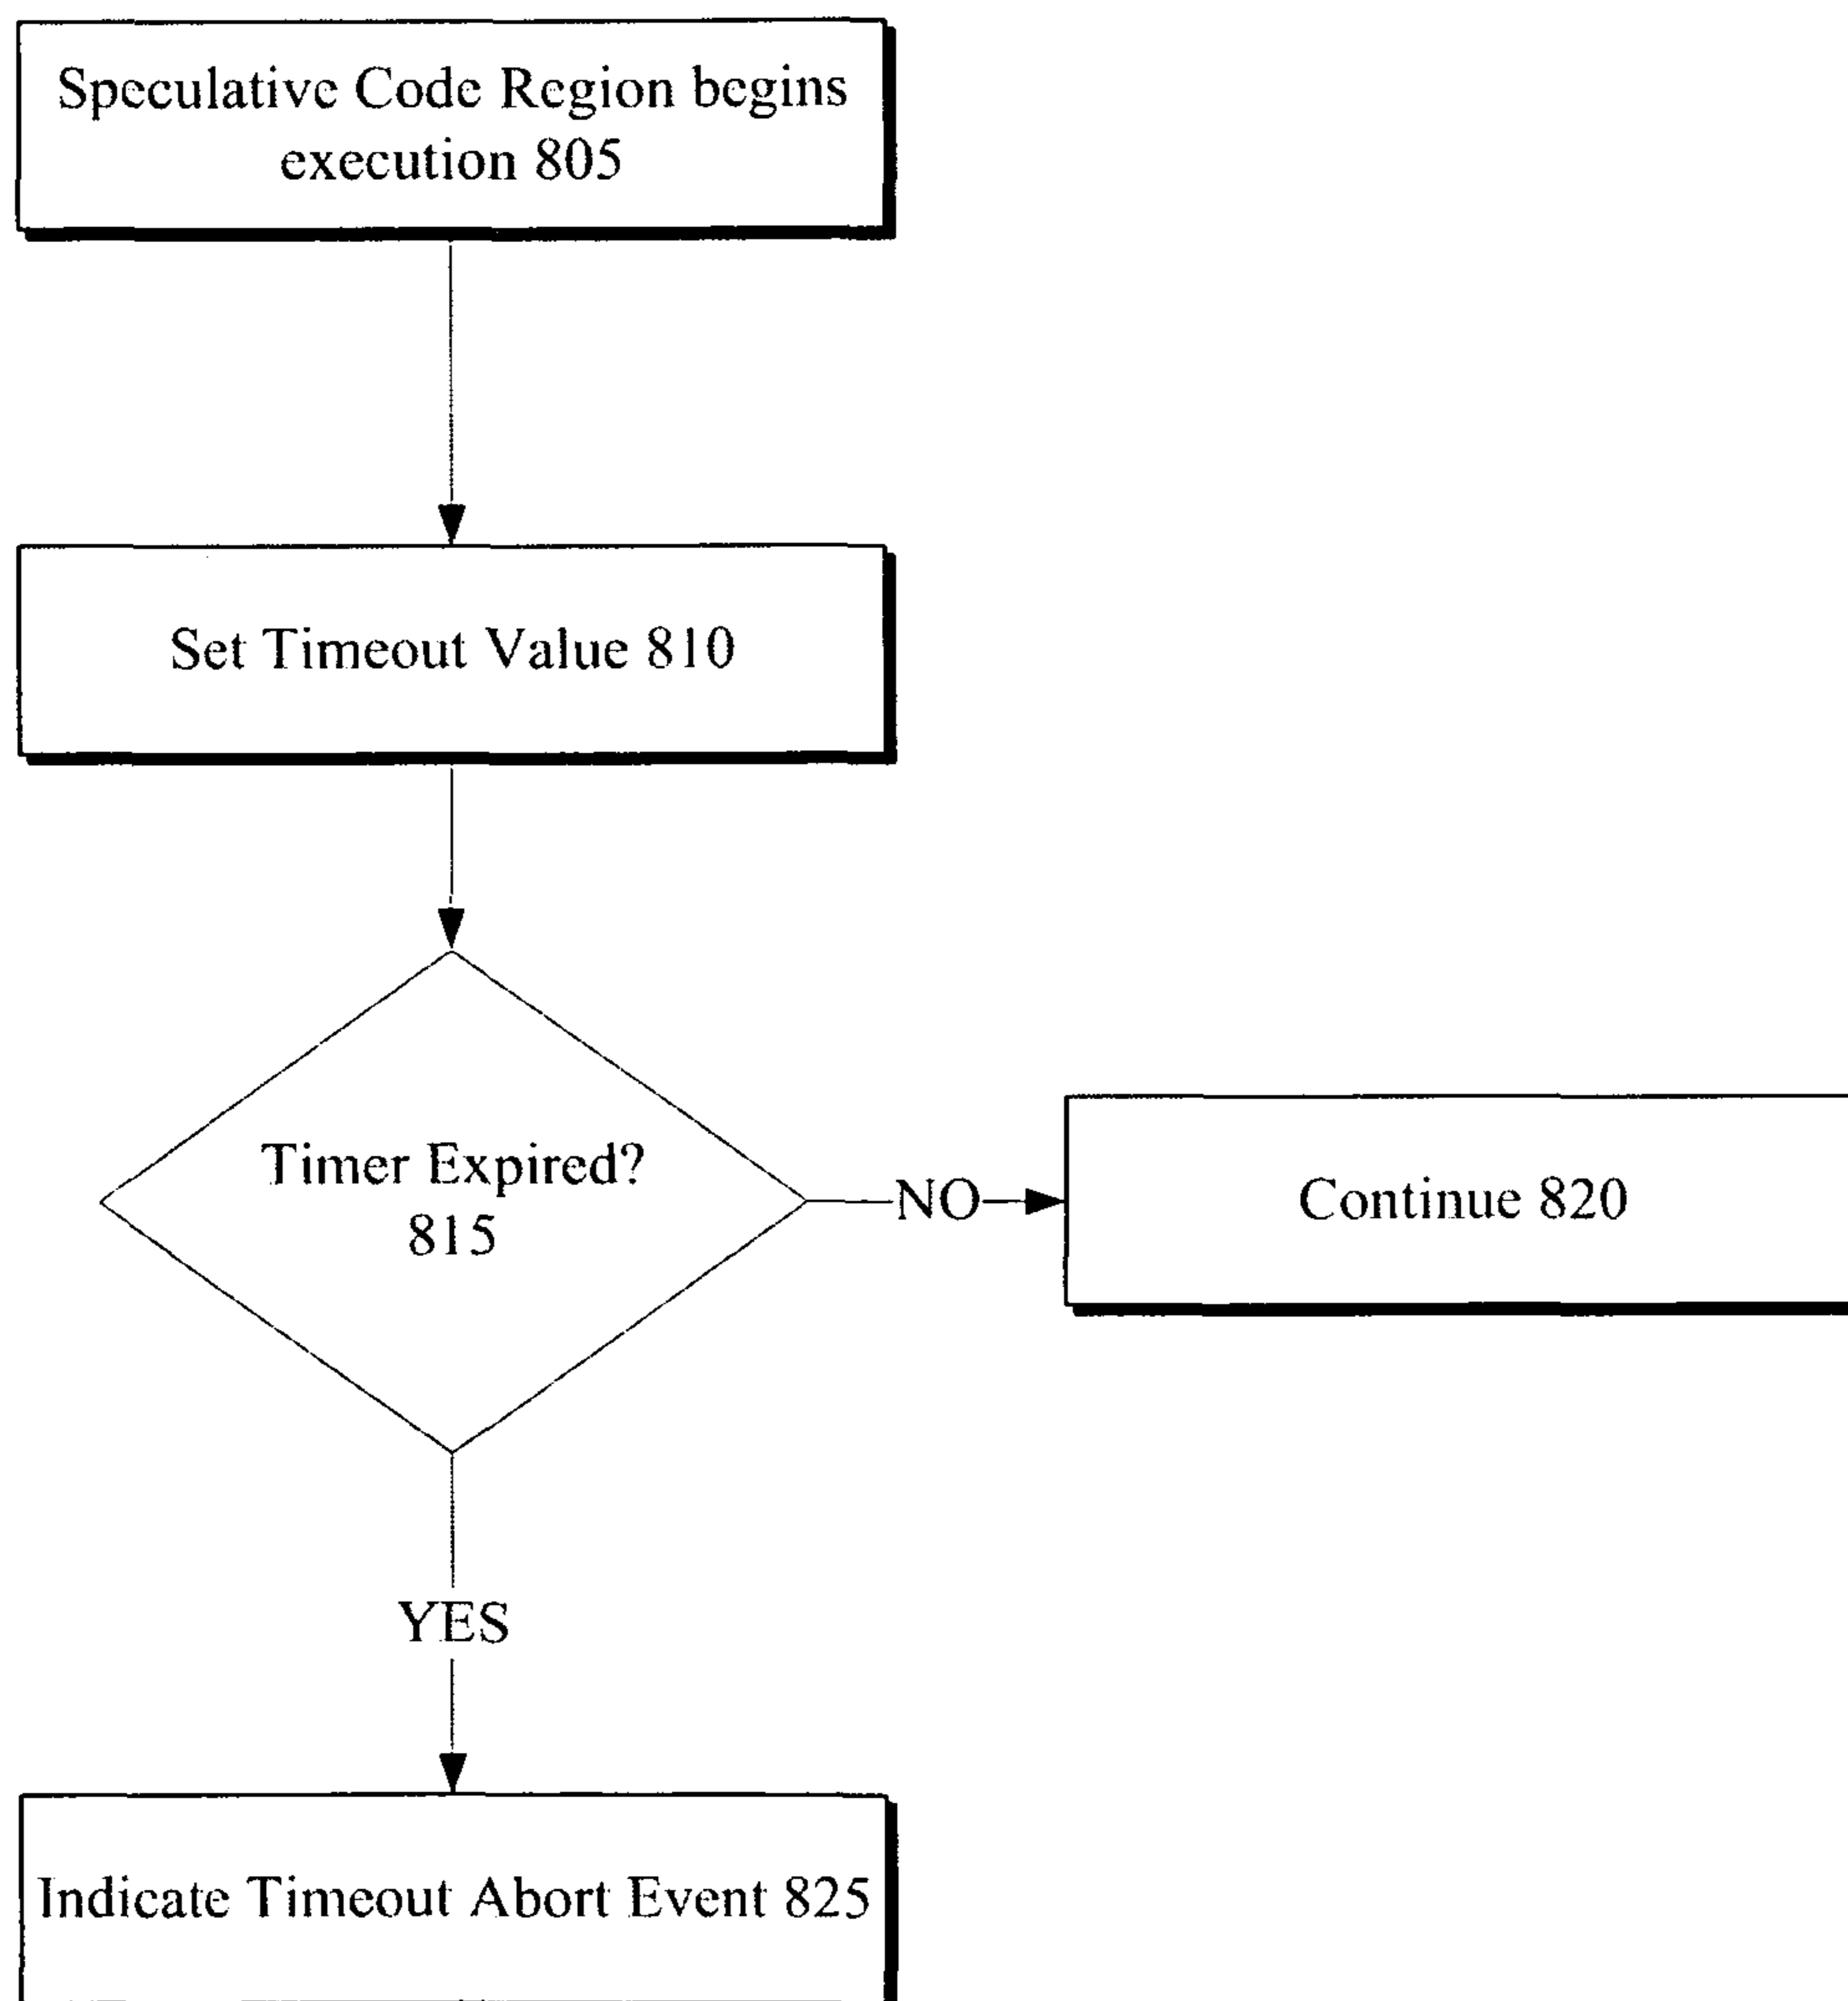 Speculative Code Region begins
execution 805
Set Timeout Value 810
Timer Expired?
815
NO
Continue 820
YES
Indicate Timeout Abort Event 825